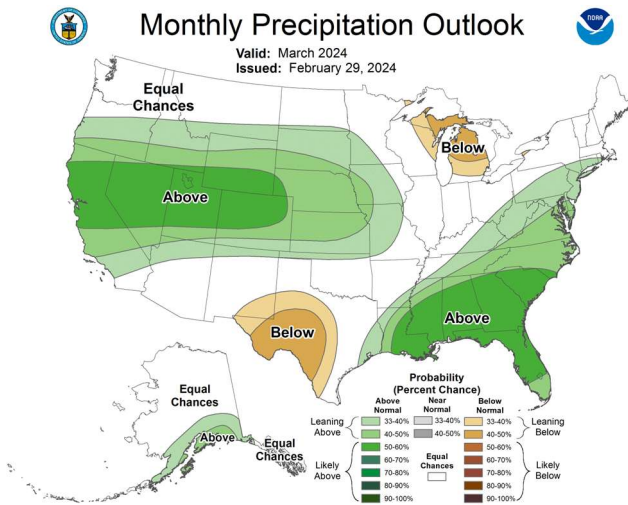 Monthly Precipitation Outlook
NOAA
Valid: March 2024
Issued: February 29, 2024
Equal
Chances
Below
Above
Below
Above
Equal
Chances
Above
Equal
Chances
Probability
(Percent Chance)
Above
Normal
Near
Normal
Below
Normal
Leaning
Above
33-40%
33-40%
33-40%
Leaning
Below
40-50%
40-50%
40-50%
Likely
Above
50-60%
50-60%
Likely
Below
60-70%
60-70%
70-80%
Equal
Chances
70-80%
80-90%
80-90%
90-100%
90-100%